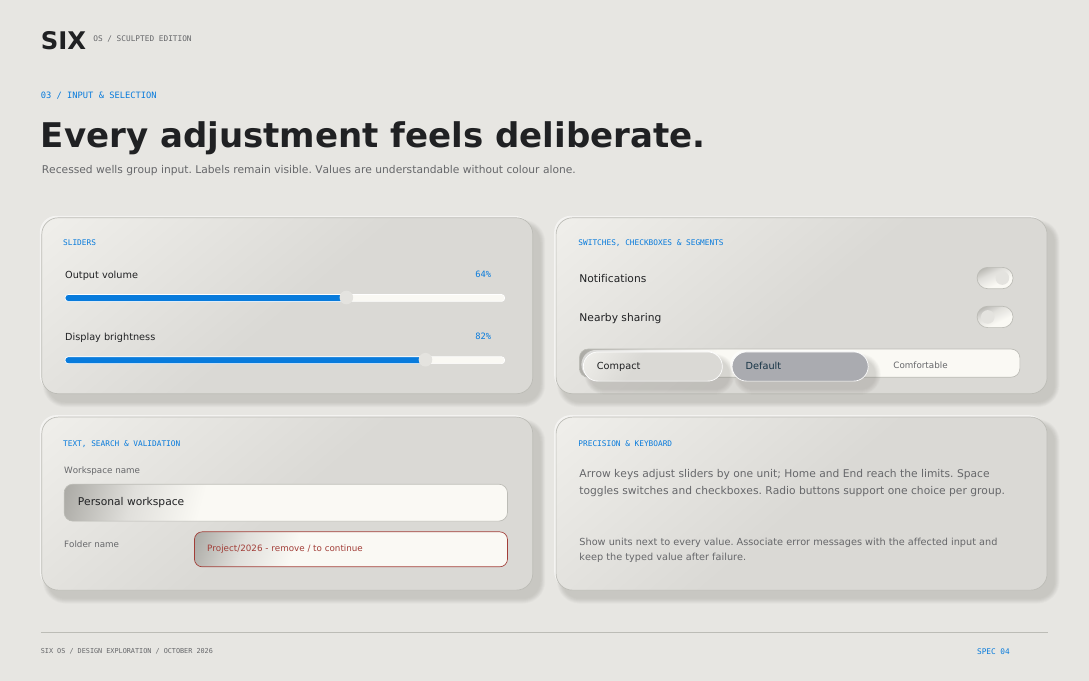 SIX OS / SCULPTED EDITION
03 / INPUT & SELECTION
Every adjustment feels deliberate.
Recessed wells group input. Labels remain visible. Values are understandable without colour alone.
SLIDERS
Output volume 64%
Display brightness 82%
SWITCHES, CHECKBOXES & SEGMENTS
Notifications
Nearby sharing
Compact Default Comfortable
TEXT, SEARCH & VALIDATION
Workspace name
Personal workspace
Folder name Project/2026 - remove / to continue
PRECISION & KEYBOARD
Arrow keys adjust sliders by one unit; Home and End reach the limits. Space
toggles switches and checkboxes. Radio buttons support one choice per group.
Show units next to every value. Associate error messages with the affected input and
keep the typed value after failure.
SIX OS / DESIGN EXPLORATION / OCTOBER 2026 SPEC 04